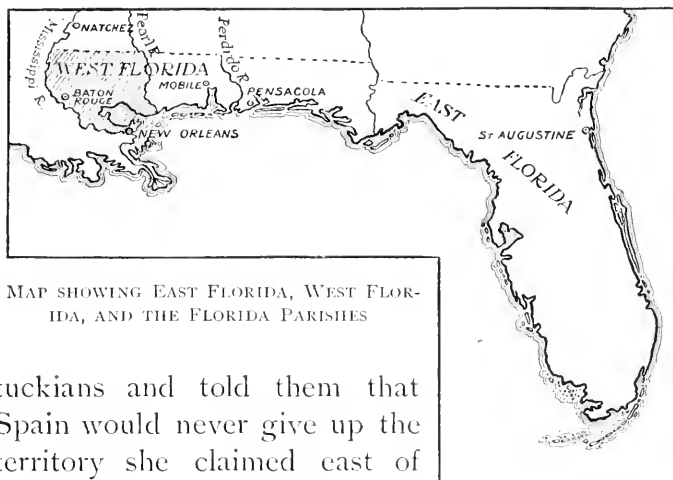 NATCHEZ
Mississippi R.
Pearl R.
Perdido R.
WEST FLORIDA
MOBILE
BATON
ROUGE
PENSACOLA
NEW ORLEANS
EAST
FLORIDA
ST AUGUSTINE
MAP SHOWING EAST FLORIDA, WEST FLOR-
IDA, AND THE FLORIDA PARISHES
tuckians and told them that
Spain would never give up the
territory she claimed east of